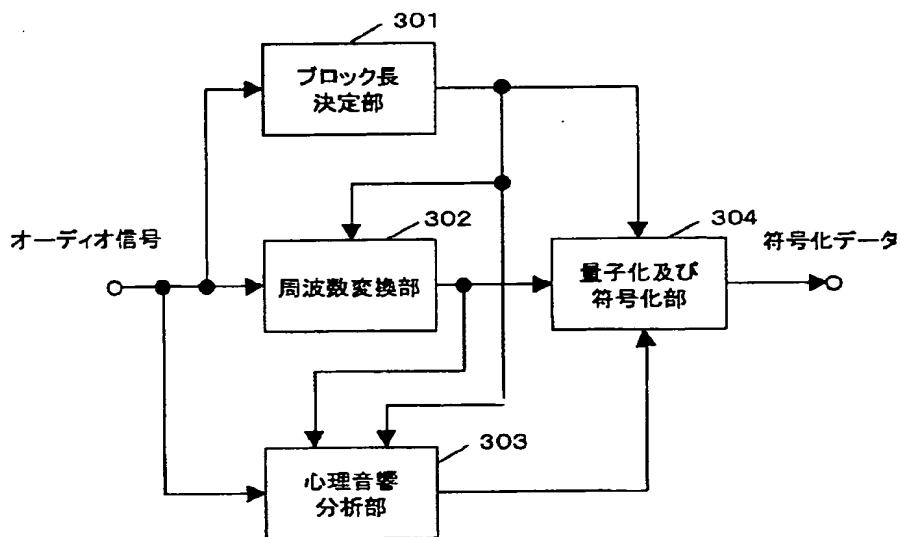 301
ブロック長
決定部
302
オーディオ信号
周波数変換部
304
符号化データ
量子化及び
符号化部
303
心理音響
分析部